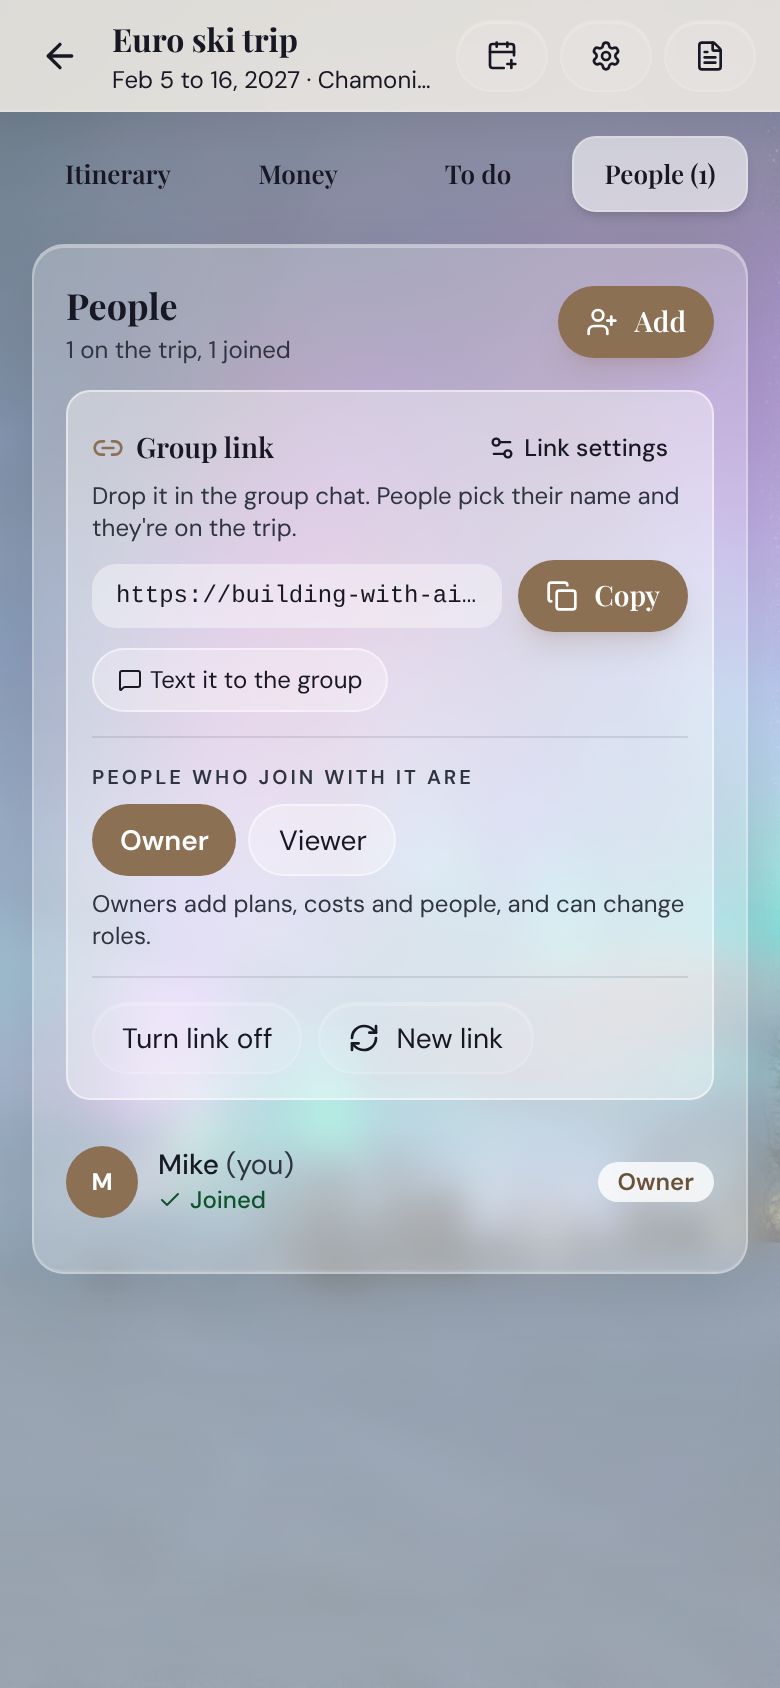 Euro ski trip
Feb 5 to 16, 2027 · Chamoni...
Itinerary
Money
To do
People (1)
People
1 on the trip, 1 joined
Add
Group link
Link settings
Drop it in the group chat. People pick their name and
they're on the trip.
https://building-with-ai…
Copy
Text it to the group
PEOPLE WHO JOIN WITH IT ARE
Owner
Viewer
Owners add plans, costs and people, and can change
roles.
Turn link off
New link
M
Mike (you)
Joined
Owner